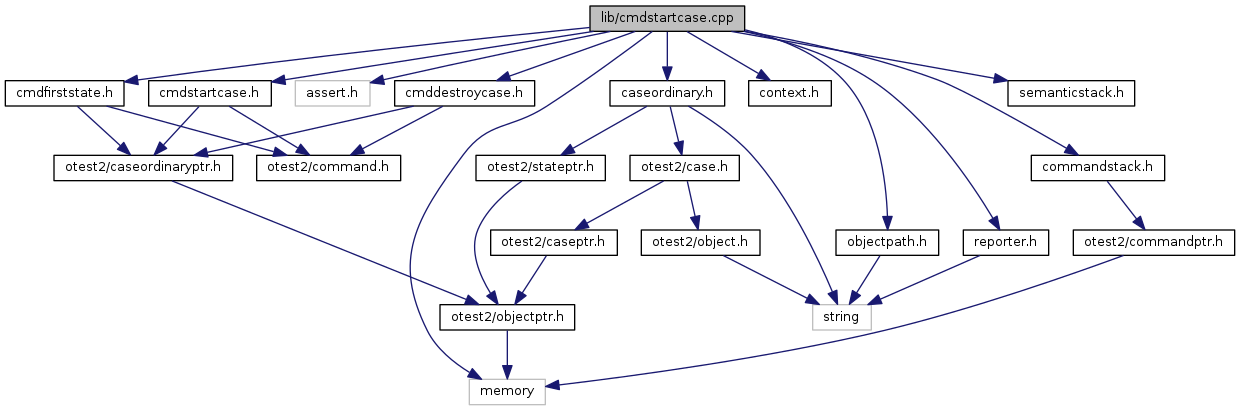 lib/cmdstartcase.cpp
cmdfirststate.h
cmdstartcase.h
assert.h
cmddestroycase.h
caseordinary.h
context.h
semanticstack.h
otest2/caseordinaryptr.h
otest2/command.h
otest2/stateptr.h
otest2/case.h
commandstack.h
otest2/caseptr.h
otest2/object.h
objectpath.h
reporter.h
otest2/commandptr.h
otest2/objectptr.h
string
memory